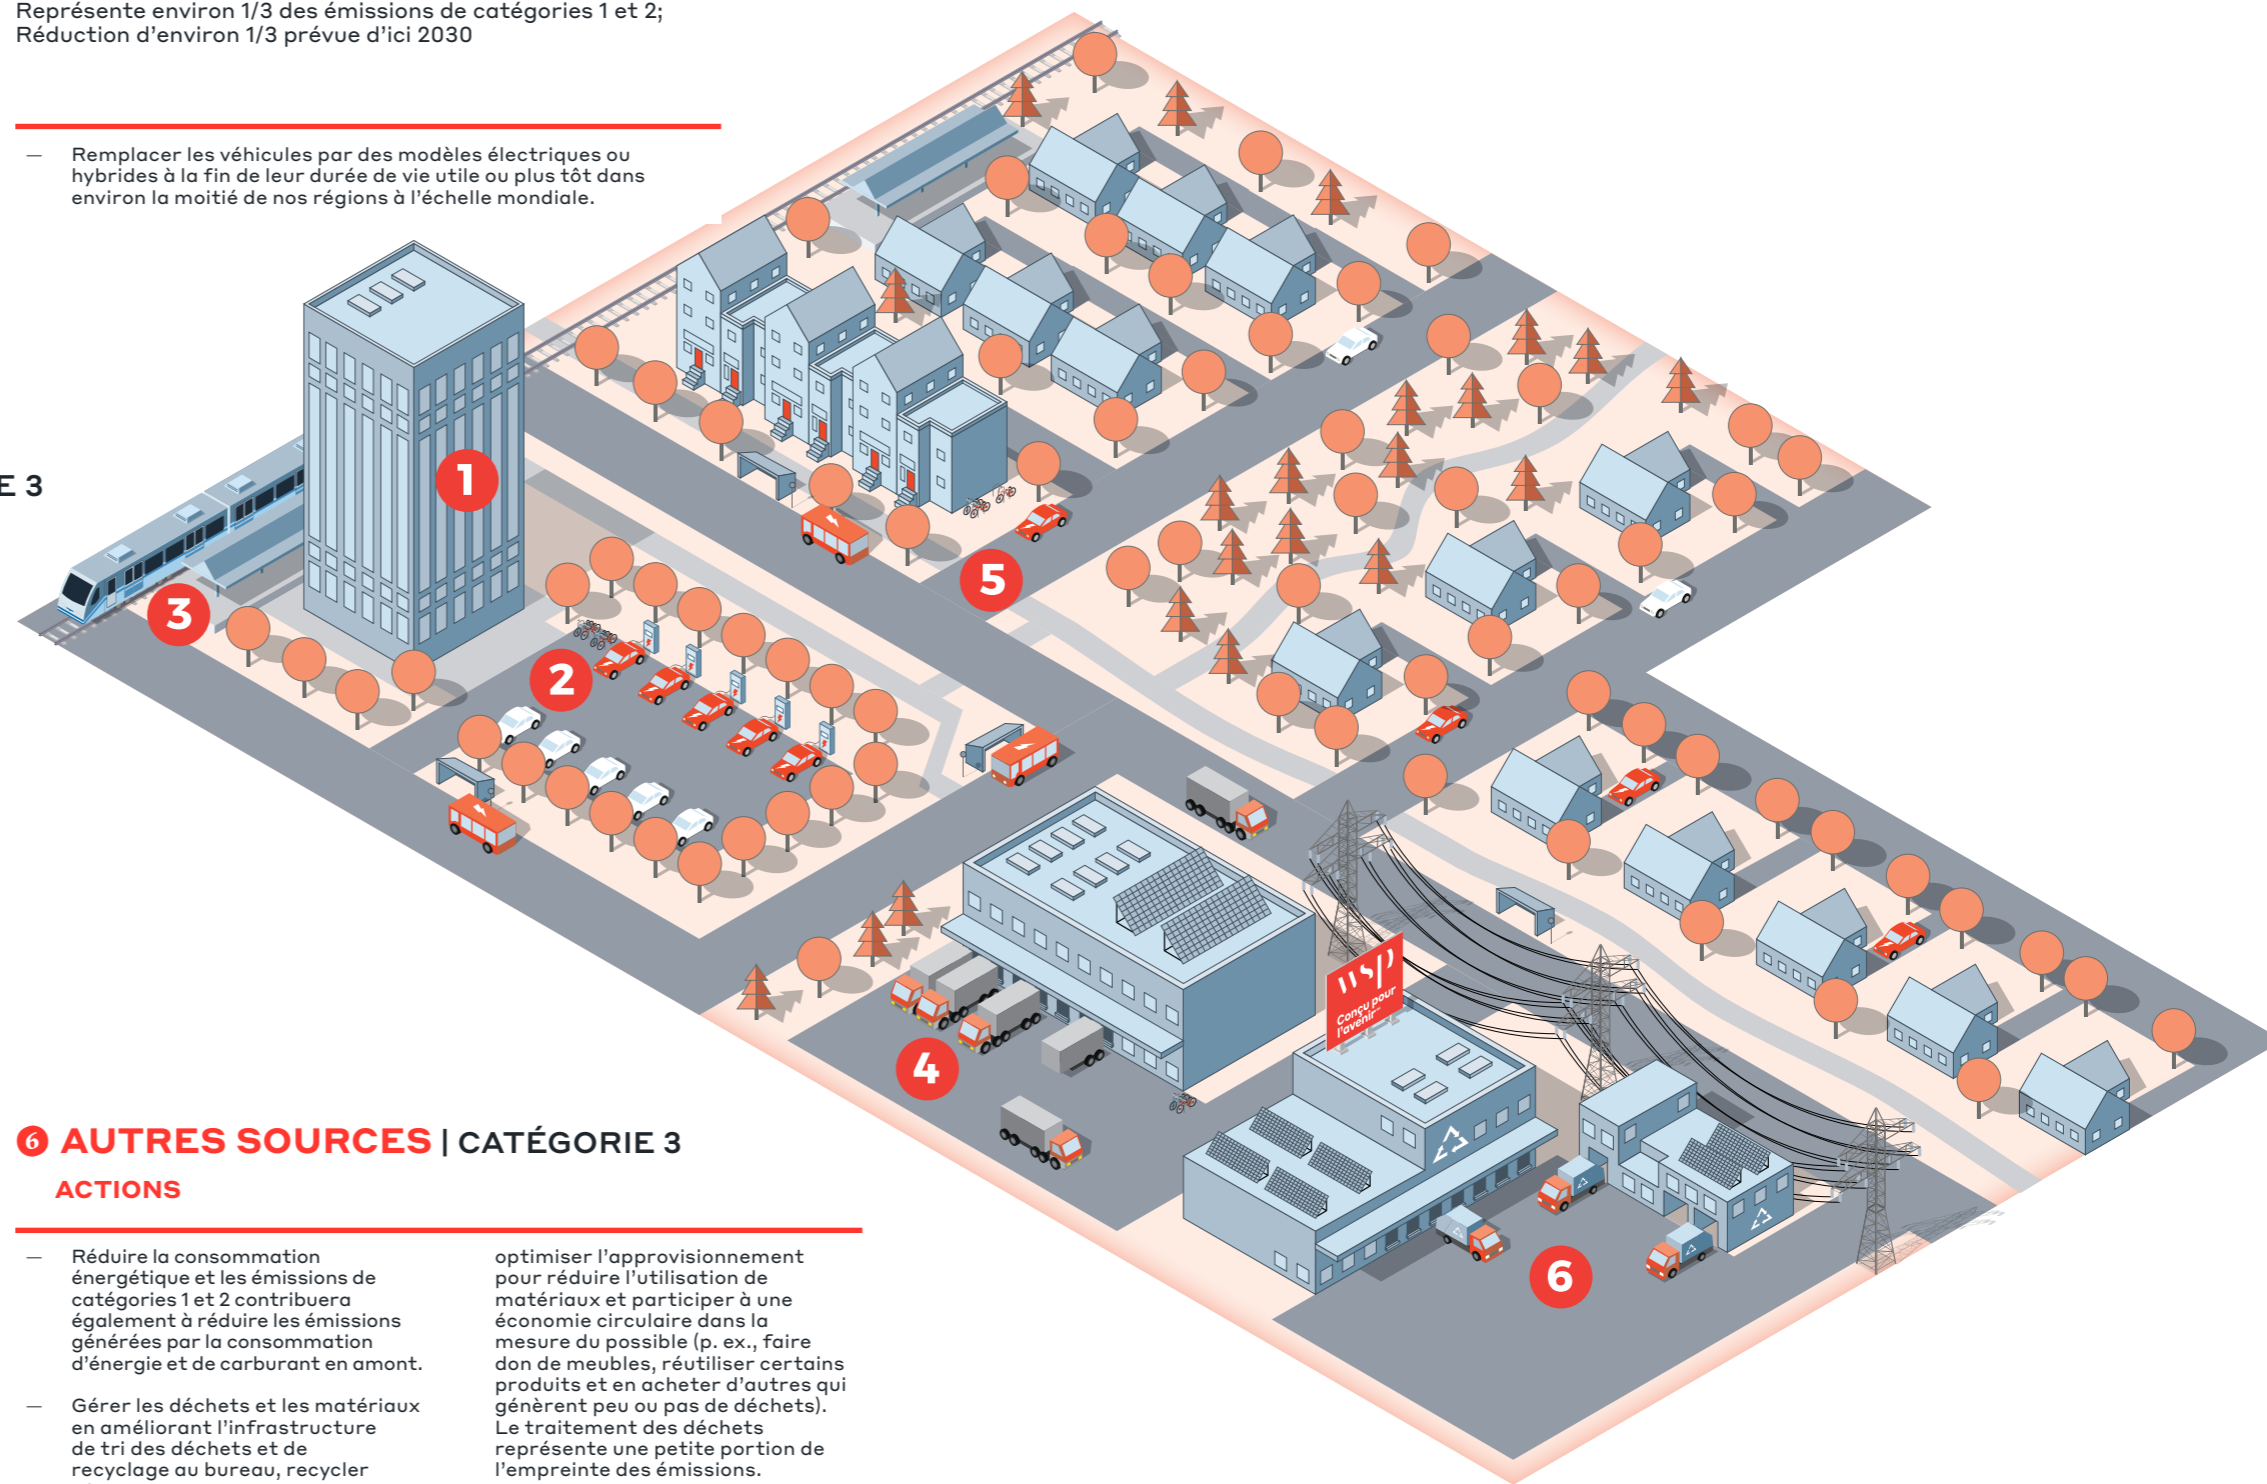 Représente environ 1/3 des émissions de catégories 1 et 2;
Réduction d'environ 1/3 prévue d'ici 2030
— Remplacer les véhicules par des modèles électriques ou
hybrides à la fin de leur durée de vie utile ou plus tôt dans
environ la moitié de nos régions à l'échelle mondiale.
E 3
1
2
3
4
5
6
wsp
Conçu pour
l'avenir
6 AUTRES SOURCES | CATÉGORIE 3
ACTIONS
— Réduire la consommation
énergétique et les émissions de
catégories 1 et 2 contribuera
également à réduire les émissions
générées par la consommation
d'énergie et de carburant en amont.
— Gérer les déchets et les matériaux
en améliorant l'infrastructure
de tri des déchets et de
recyclage au bureau, recycler
optimiser l'approvisionnement
pour réduire l'utilisation de
matériaux et participer à une
économie circulaire dans la
mesure du possible (p. ex., faire
don de meubles, réutiliser certains
produits et en acheter d'autres qui
génèrent peu ou pas de déchets).
Le traitement des déchets
représente une petite portion de
l'empreinte des émissions.